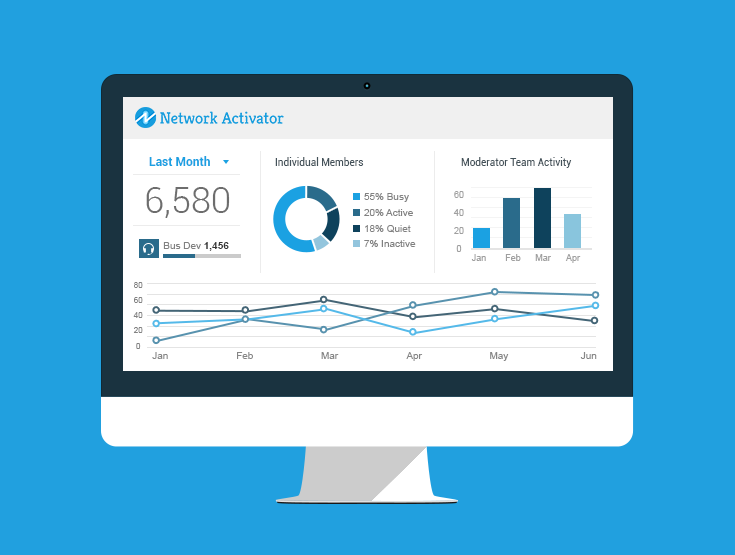 Network Activator
Last Month
6,580
Bus Dev 1,456
Individual Members
55% Busy
20% Active
18% Quiet
7% Inactive
Moderator Team Activity
60
40
20
0
Jan Feb Mar Apr
80
60
40
20
0
Jan Feb Mar Apr May Jun